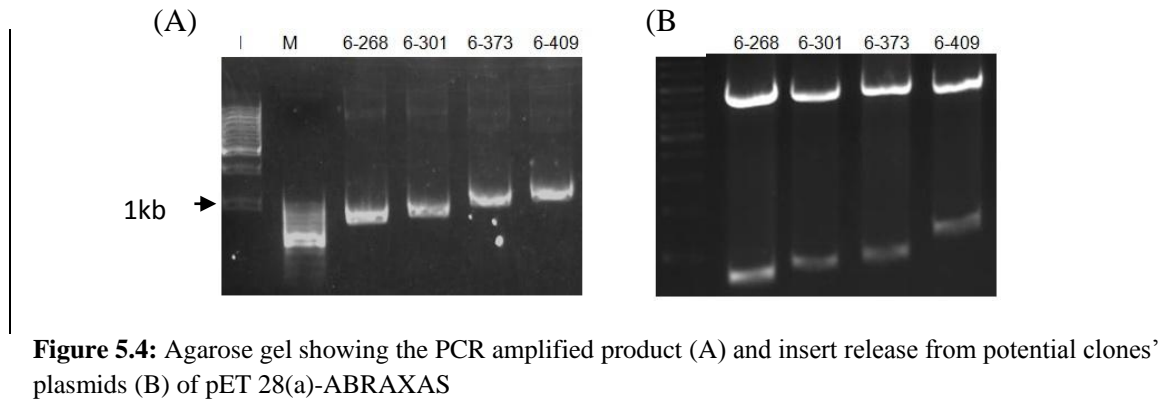 (A) (B
I M 6-268 6-301 6-373 6-409 6-268 6-301 6-373 6-409
1kb
Figure 5.4: Agarose gel showing the PCR amplified product (A) and insert release from potential clones’
plasmids (B) of pET 28(a)-ABRAXAS